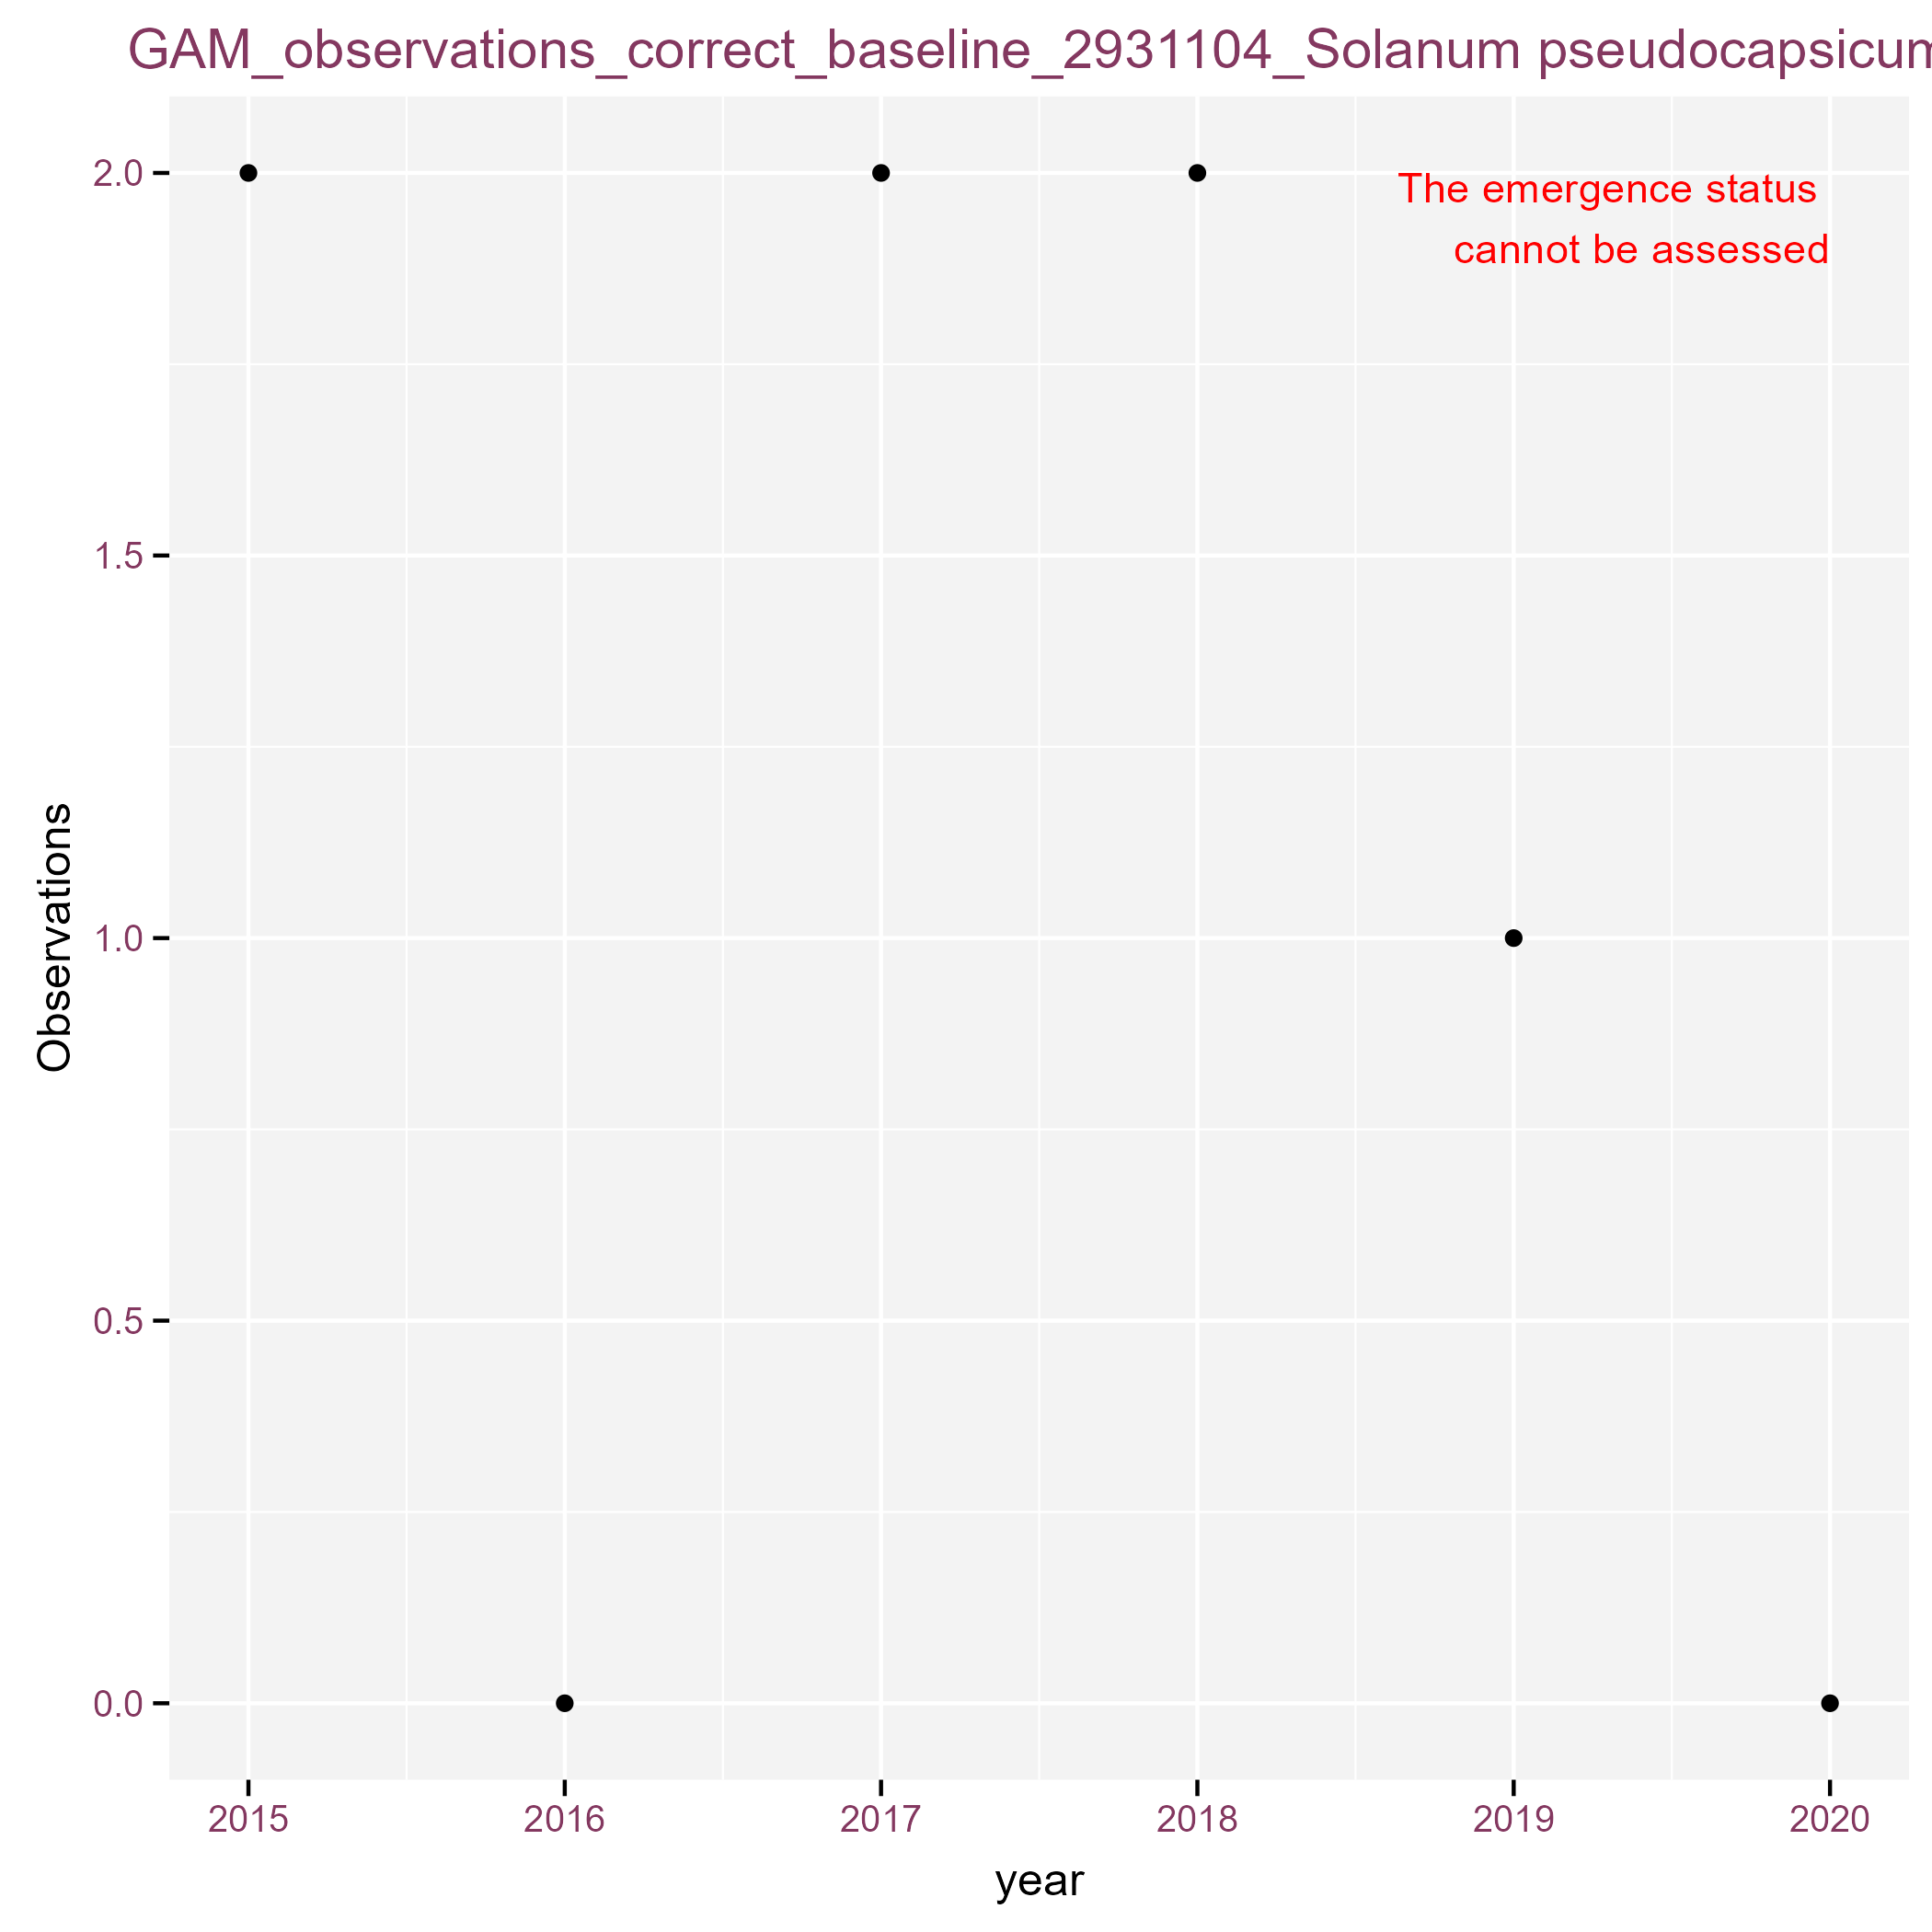 GAM_observations_correct_baseline_2931104_Solanum
The emergence status
cannot be assessed
Observations
2.0
1.5
1.0
0.5
0.0
2015 2016 2017 2018 2019 2020
year